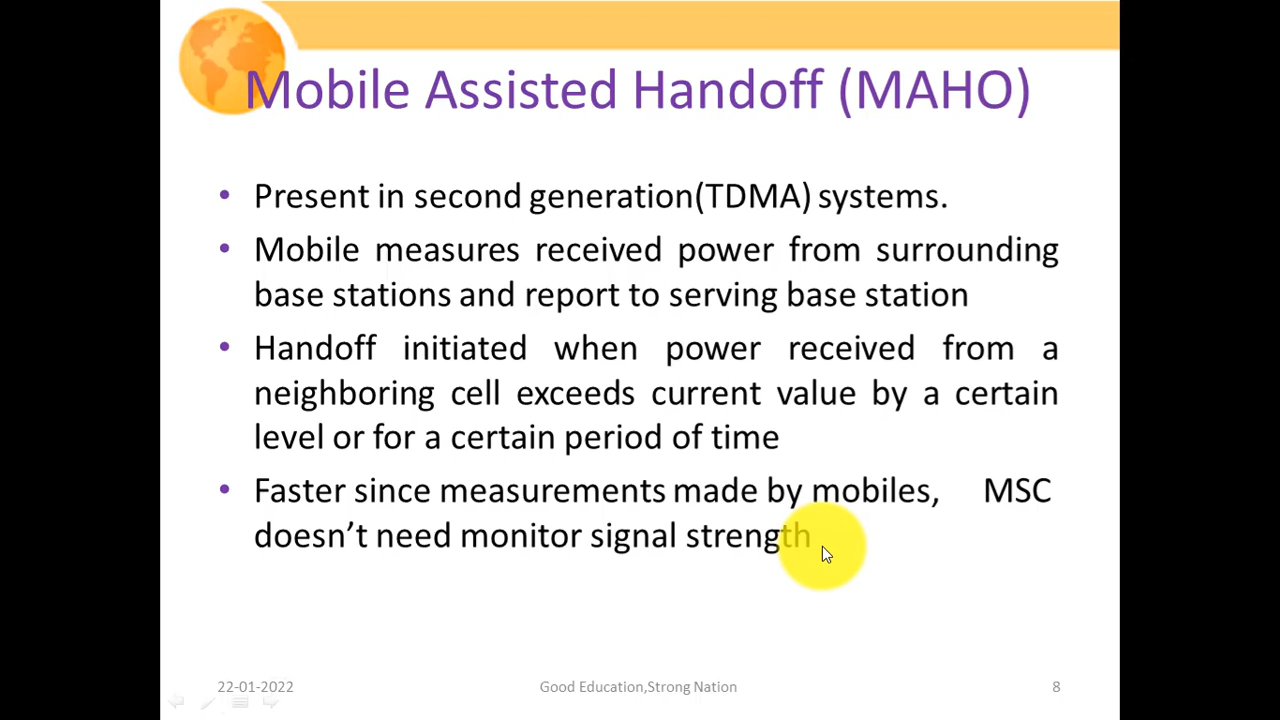 Mobile Assisted Handoff (MAHO)
• Present in second generation(TDMA) systems.
• Mobile measures received power from surrounding
base stations and report to serving base station
• Handoff initiated when power received from a
neighboring cell exceeds current value by a certain
level or for a certain period of time
• Faster since measurements made by mobiles, MSC
doesn’t need monitor signal strength
22-01-2022 Good Education,Strong Nation 8